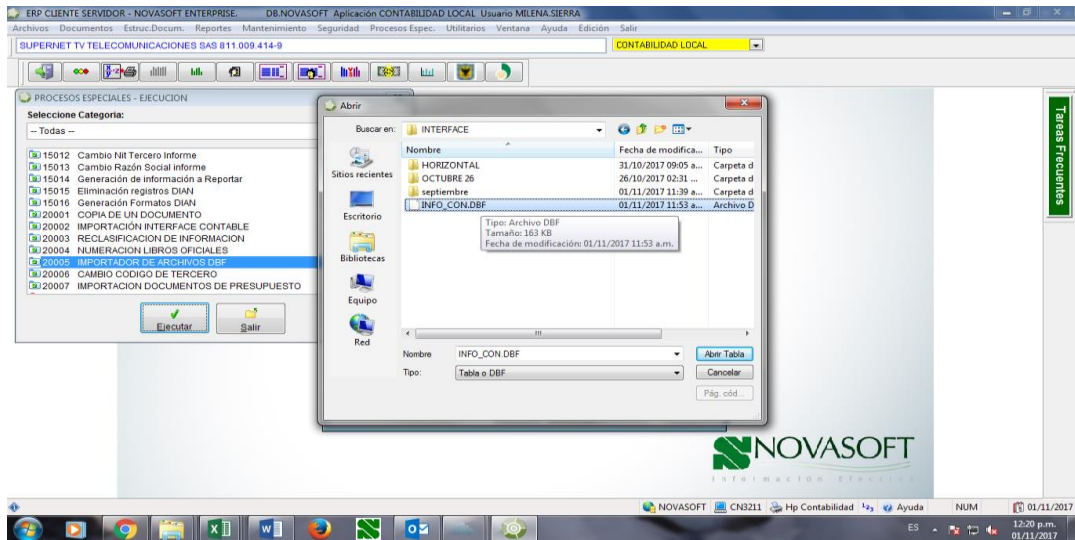 ERP CLIENTE SERVIDOR - NOVASOFT ENTERPRISE. DB.NOVASOFT Aplicación CONTABILIDAD LOCAL Usuario MILENA.SIERRA
Archivos Documentos Estruc.Docum. Reportes Mantenimiento Seguridad Procesos Espec. Utilitarios Ventana Ayuda Edición Salir
SUPERNET TV TELECOMUNICACIONES SAS 811.009.414-9 CONTABILIDAD LOCAL
PROCESOS ESPECIALES - EJECUCION
Seleccione Categoria:
-- Todas --
15012 Cambio Nit Tercero Informe
15013 Cambio Razón Social informe
15014 Generación de información a Reportar
15015 Eliminación registros DIAN
15016 Generación Formatos DIAN
20001 COPIA DE UN DOCUMENTO
20002 IMPORTACIÓN INTERFACE CONTABLE
20003 RECLASIFICACION DE INFORMACION
20004 NUMERACION LIBROS OFICIALES
20005 IMPORTADOR DE ARCHIVOS DBF
20006 CAMBIO CODIGO DE TERCERO
20007 IMPORTACION DOCUMENTOS DE PRESUPUESTO
Ejecutar Salir
Abrir
Buscar en: INTERFACE
Sitios recientes
Escritorio
Bibliotecas
Equipo
Red
Nombre Fecha de modifica... Tipo
HORIZONTAL 31/10/2017 09:05 a... Carpeta d
OCTUBRE 26 26/10/2017 02:31 ... Carpeta d
septiembre 01/11/2017 11:39 a... Carpeta d
INFO_CON.DBF 01/11/2017 11:53 a... Archivo D
Tipo: Archivo DBF
Tamaño: 163 KB
Fecha de modificación: 01/11/2017 11:53 a.m.
Nombre INFO_CON.DBF Abrir Tabla
Tipo: Tabla o DBF Cancelar
Pág. cód...
Tareas Frecuentes
NOVASOFT
Información Efectiva
NOVASOFT CN3211 Hp Contabilidad Ayuda NUM 01/11/2017
ES 12:20 p.m.
01/11/2017